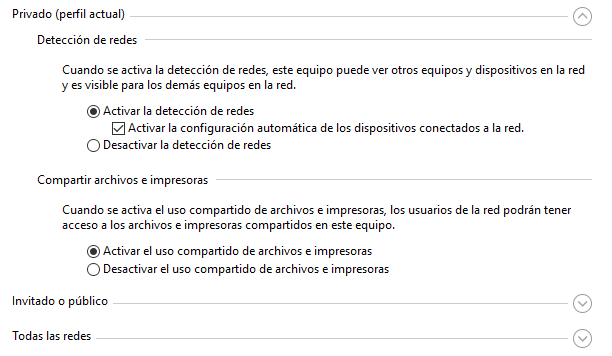 Privado (perfil actual)
Detección de redes
Cuando se activa la detección de redes, este equipo puede ver otros equipos y dispositivos en la red
y es visible para los demás equipos en la red.
Activar la detección de redes
Activar la configuración automática de los dispositivos conectados a la red.
Desactivar la detección de redes
Compartir archivos e impresoras
Cuando se activa el uso compartido de archivos e impresoras, los usuarios de la red podrán tener
acceso a los archivos e impresoras compartidos en este equipo.
Activar el uso compartido de archivos e impresoras
Desactivar el uso compartido de archivos e impresoras
Invitado o público
Todas las redes